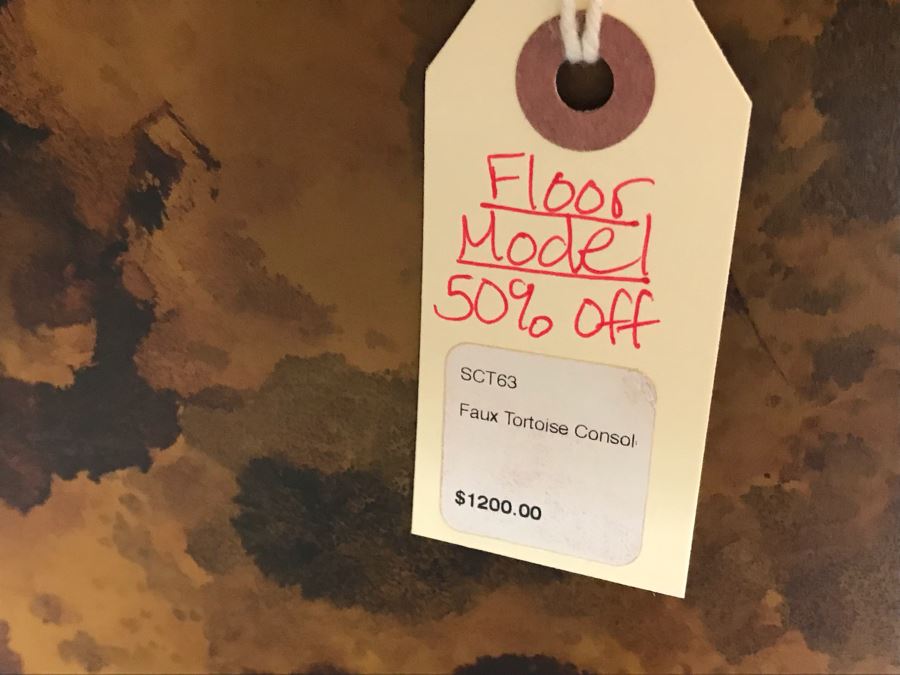 Floor
Model
50% Off
SCT63
Faux Tortoise Consol
$1200.00